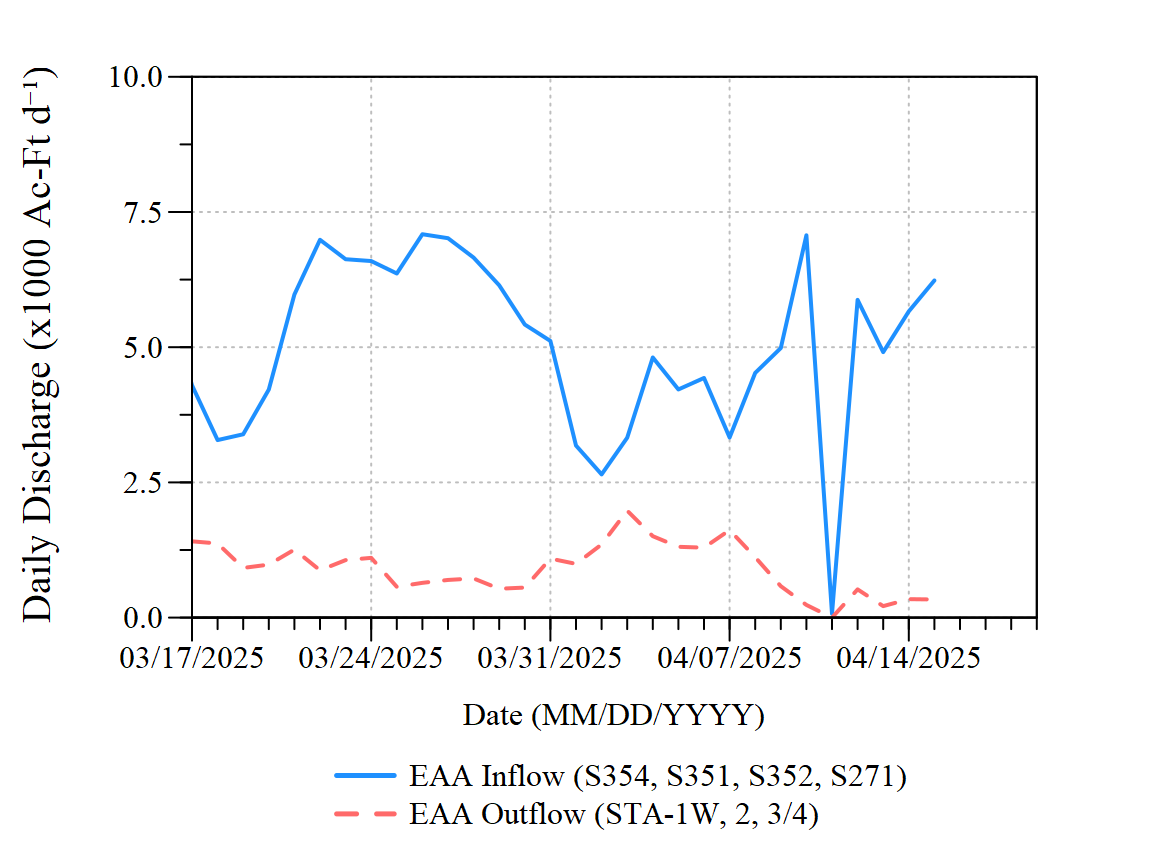 Daily Discharge (x1000 Ac-Ft d⁻¹)
10.0
7.5
5.0
2.5
0.0
03/17/2025 03/24/2025 03/31/2025 04/07/2025 04/14/2025
Date (MM/DD/YYYY)
EAA Inflow (S354, S351, S352, S271)
EAA Outflow (STA-1W, 2, 3/4)